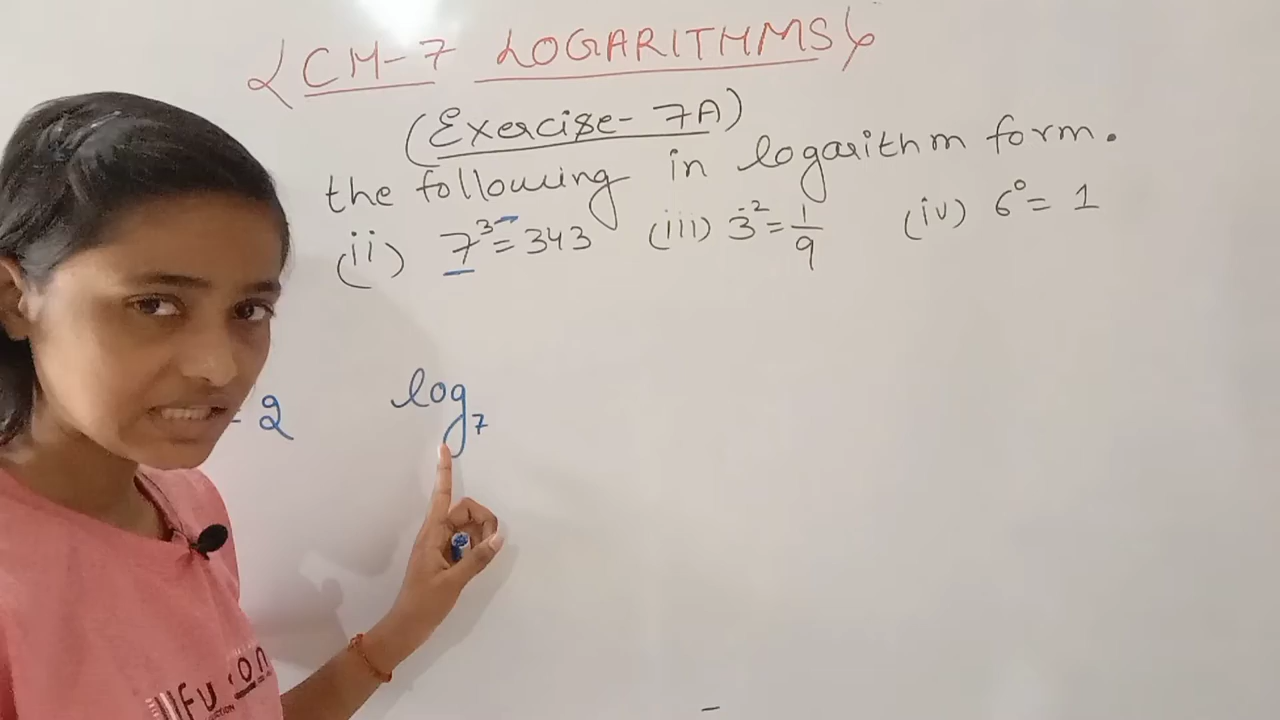 CH-7 LOGARITHMS
(Exercise- 7A)
the following in logarithm form.
(ii) 7³ = 343 (iii) 3⁻² = 1/9 (iv) 6⁰ = 1
= 2 log₇